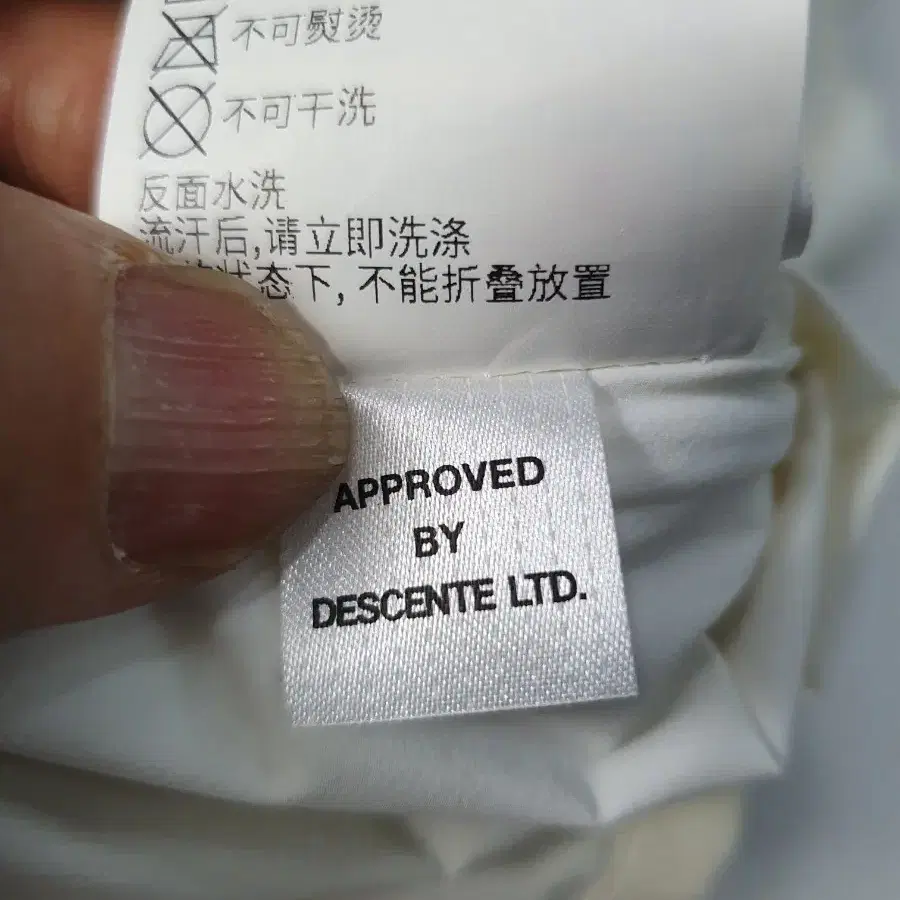 不可熨烫
不可干洗
反面水洗
流汗后,请立即洗涤
状态下, 不能折叠放置
APPROVED
BY
DESCENTE LTD.